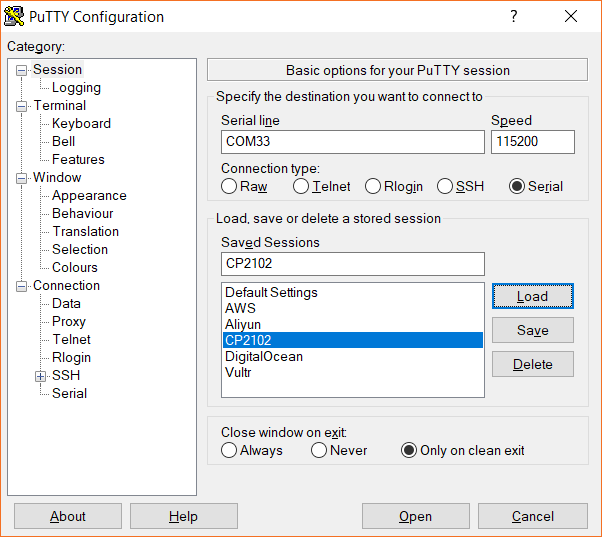 PuTTY Configuration
?
Category:
Session
Logging
Terminal
Keyboard
Bell
Features
Window
Appearance
Behaviour
Translation
Selection
Colours
Connection
Data
Proxy
Telnet
Rlogin
SSH
Serial
Basic options for your PuTTY session
Specify the destination you want to connect to
Serial line Speed
COM33 115200
Connection type:
Raw Telnet Rlogin SSH Serial
Load, save or delete a stored session
Saved Sessions
CP2102
Default Settings
AWS
Aliyun
CP2102
DigitalOcean
Vultr
Load
Save
Delete
Close window on exit:
Always Never Only on clean exit
About Help Open Cancel